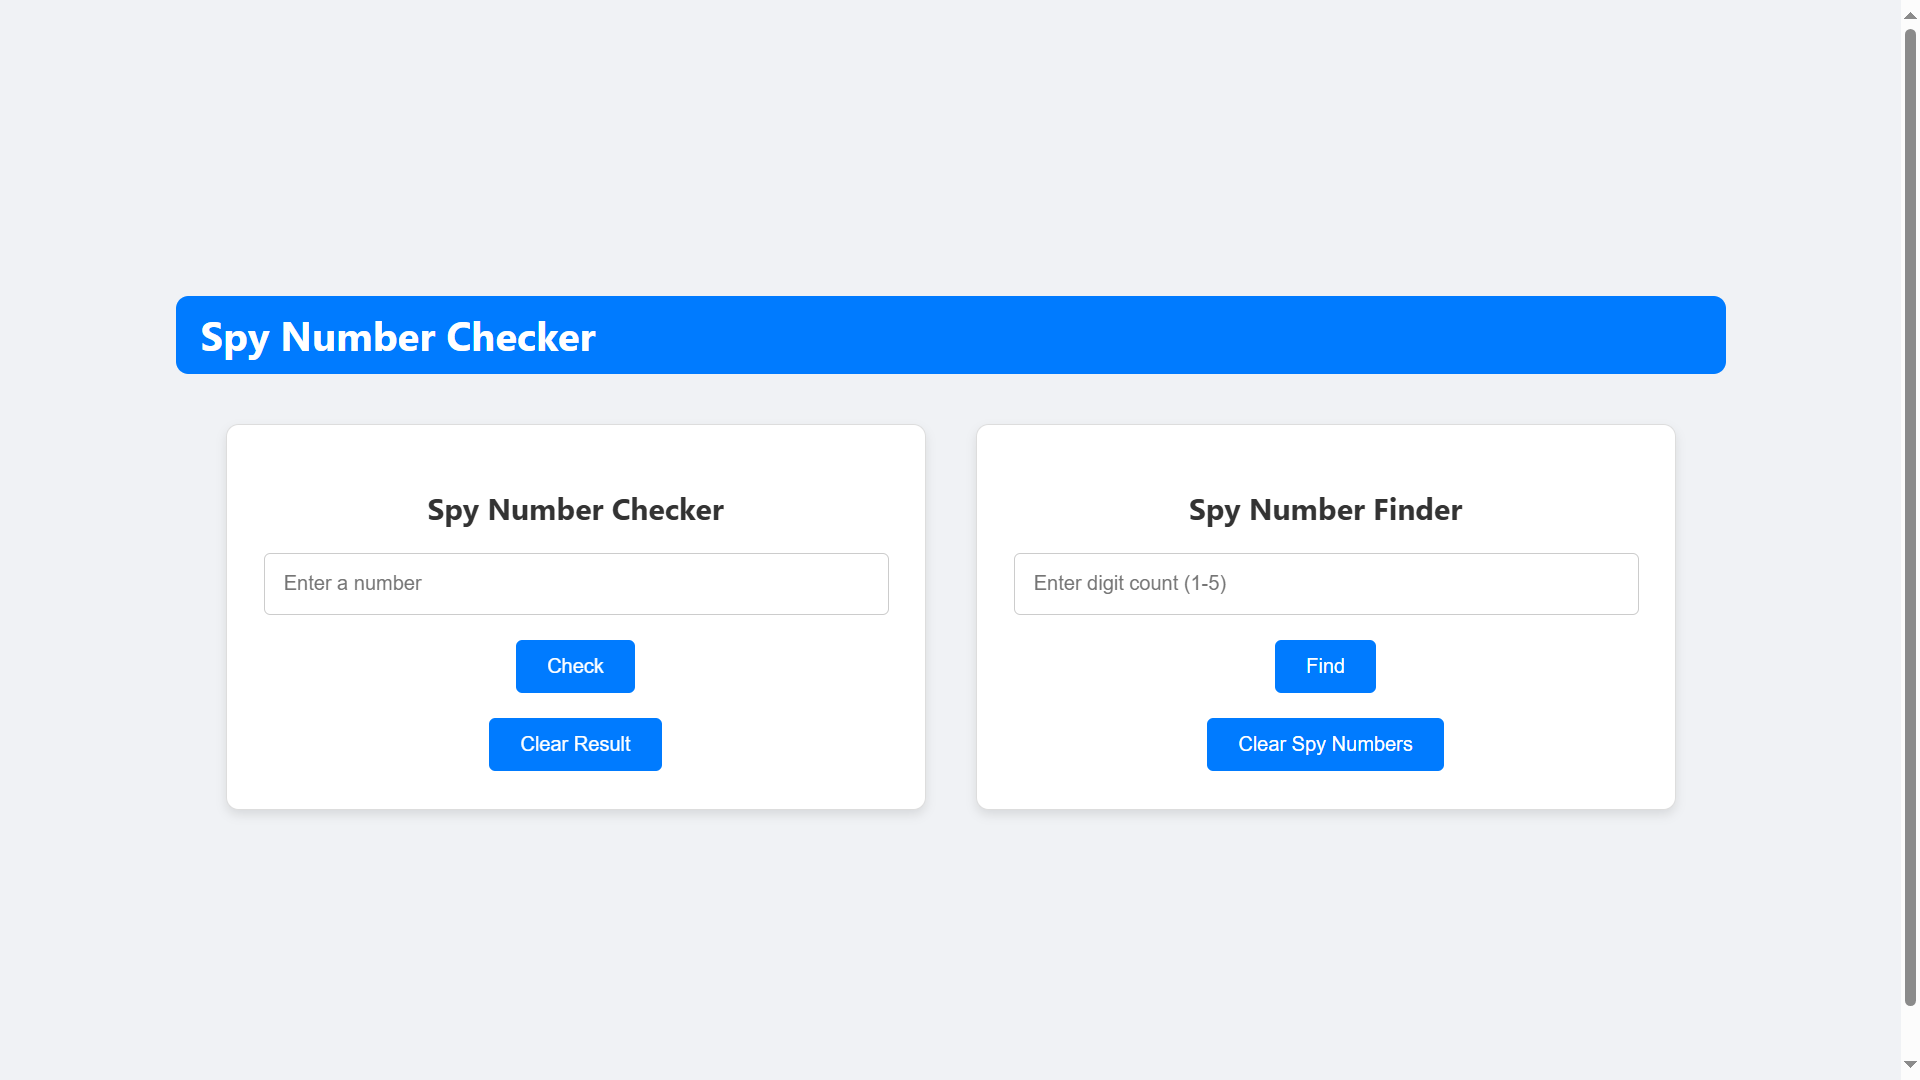 Spy Number Checker
Spy Number Checker
Enter a number
Check
Clear Result
Spy Number Finder
Enter digit count (1-5)
Find
Clear Spy Numbers